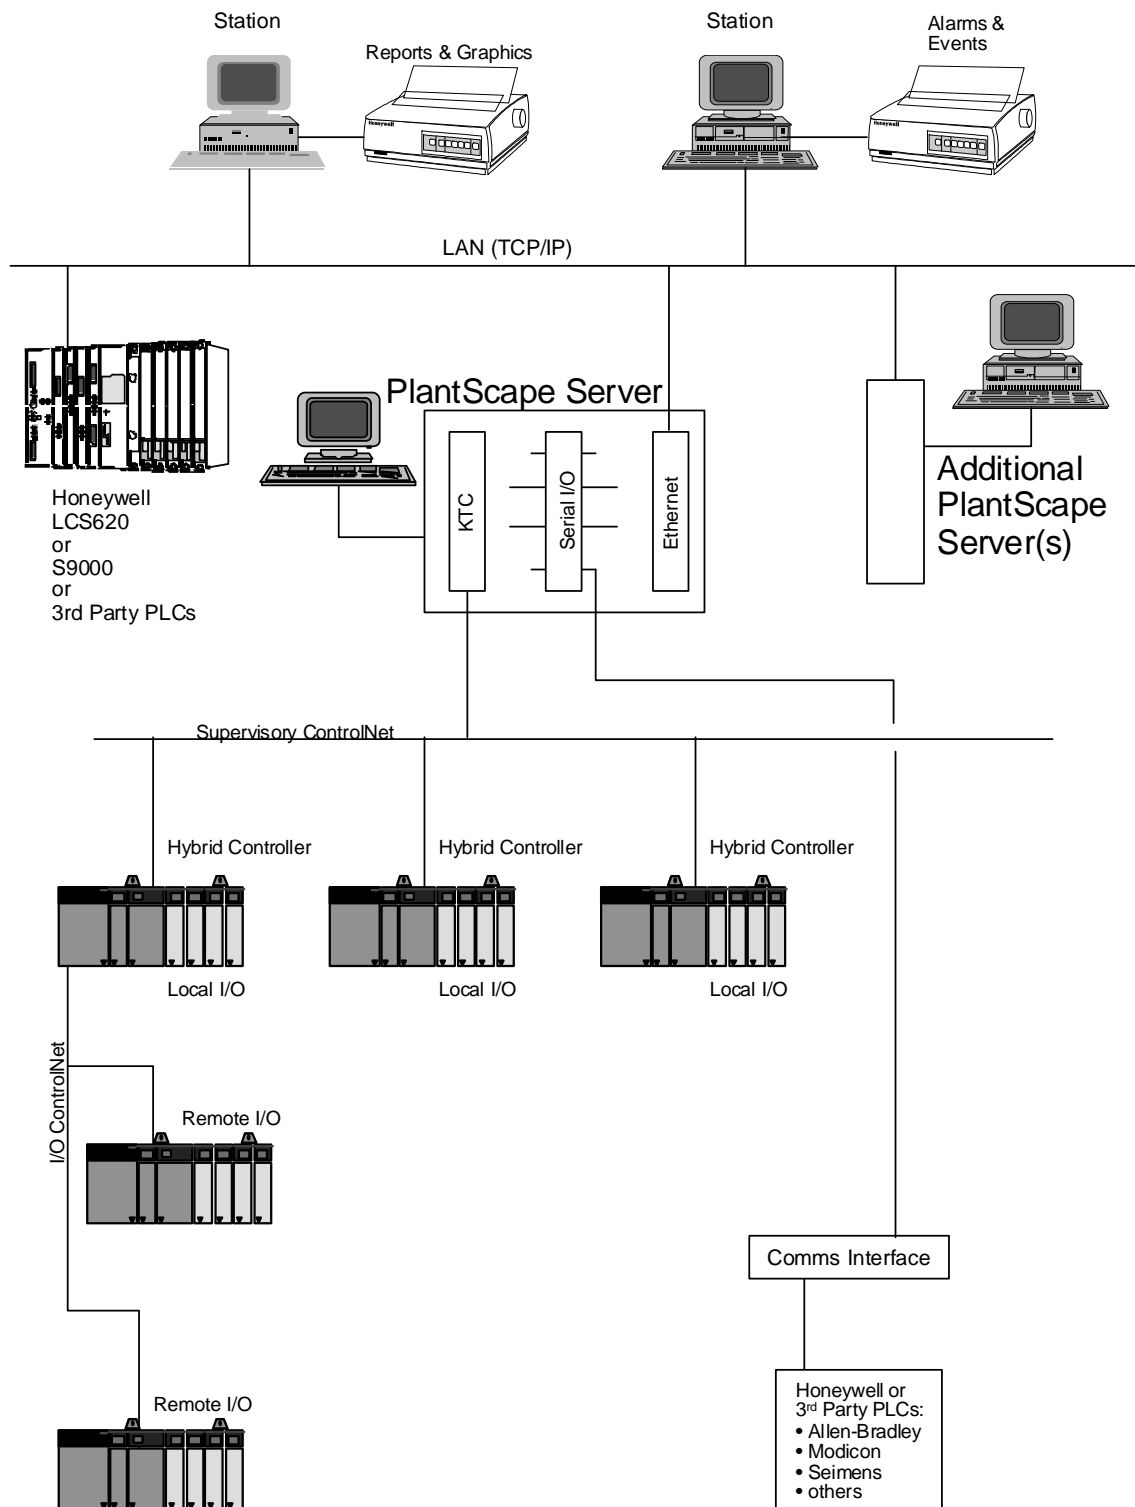 Station
Station
Alarms &
Events
Reports & Graphics
Honeywell
Honeywell
LAN (TCP/IP)
PlantScape Server
KTC
Serial I/O
Ethernet
Additional
PlantScape
Server(s)
Honeywell
LCS620
or
S9000
or
3rd Party PLCs
Supervisory ControlNet
Hybrid Controller
Hybrid Controller
Hybrid Controller
Local I/O
Local I/O
Local I/O
I/O ControlNet
Remote I/O
Comms Interface
Remote I/O
Honeywell or
3rd Party PLCs:
• Allen-Bradley
• Modicon
• Seimens
• others